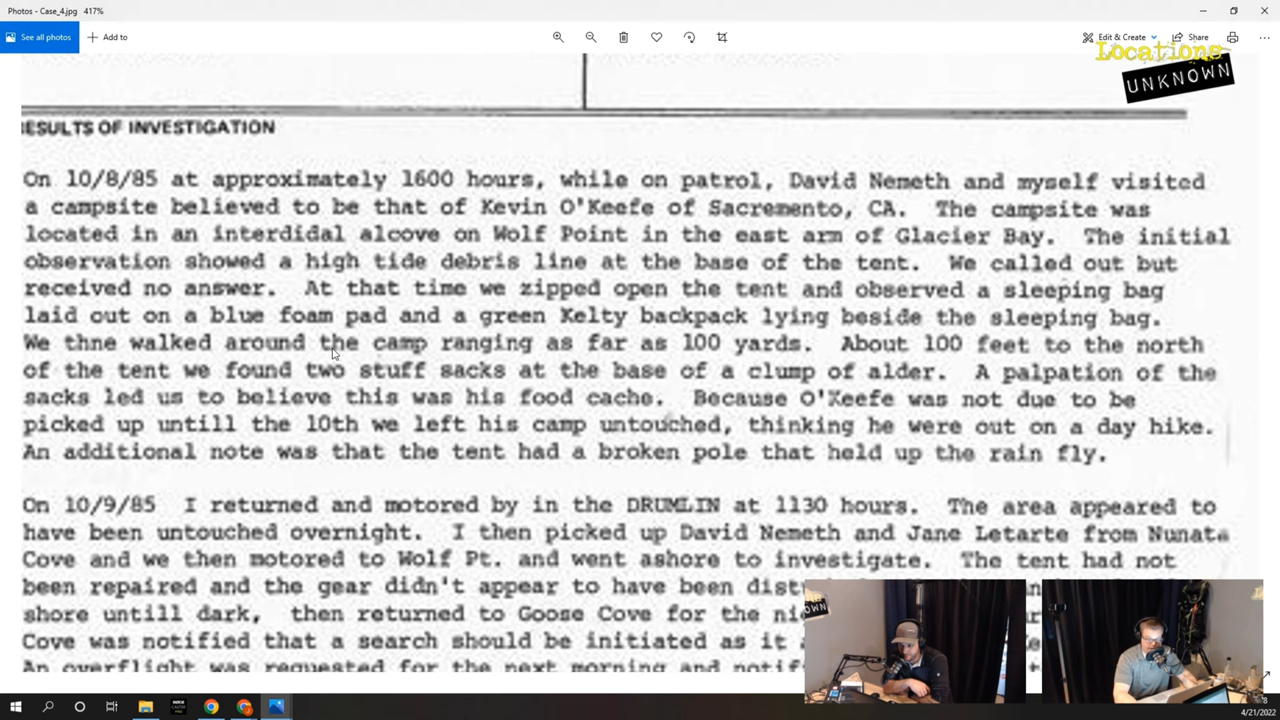 Photos - Case_4.jpg 417%
See all photos
Add to
Edit & Create
Share
Locations
UNKNOWN
ESULTS OF INVESTIGATION
On 10/8/85 at approximately 1600 hours, while on patrol, David Nemeth and myself visited
a campsite believed to be that of Kevin O'Keefe of Sacremento, CA. The campsite was
located in an interdidal alcove on Wolf Point in the east arm of Glacier Bay. The initial
observation showed a high tide debris line at the base of the tent. We called out but
received no answer. At that time we zipped open the tent and observed a sleeping bag
laid out on a blue foam pad and a green Kelty backpack lying beside the sleeping bag.
We thne walked around the camp ranging as far as 100 yards. About 100 feet to the north
of the tent we found two stuff sacks at the base of a clump of alder. A palpation of the
sacks led us to believe this was his food cache. Because O'Keefe was not due to be
picked up untill the 10th we left his camp untouched, thinking he were out on a day hike.
An additional note was that the tent had a broken pole that held up the rain fly.
On 10/9/85 I returned and motored by in the DRUMLIN at 1130 hours. The area appeared to
have been untouched overnight. I then picked up David Nemeth and Jane Letarte from Nunata
Cove and we then motored to Wolf Pt. and went ashore to investigate. The tent had not
been repaired and the gear didn't appear to have been dist
shore untill dark, then returned to Goose Cove for the ni
Cove was notified that a search should be initiated as it
An overflight was requested for the next morning and notif
NOWN
4/21/2022